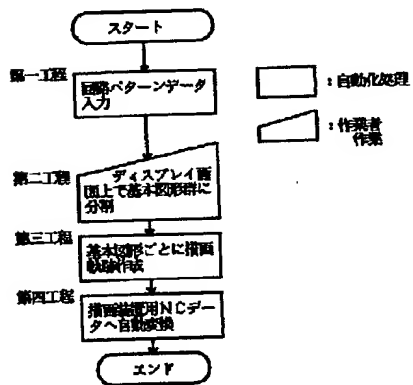 スタート
第一工程
回路パターンデータ
入力
：自動化処理
：作業者
作業
第二工程
ディスプレイ画
面上で基本図形群に
分割
第三工程
基本図形ごとに描画
軌跡作成
第四工程
描画装置用NCデー
タへ自動変換
エンド